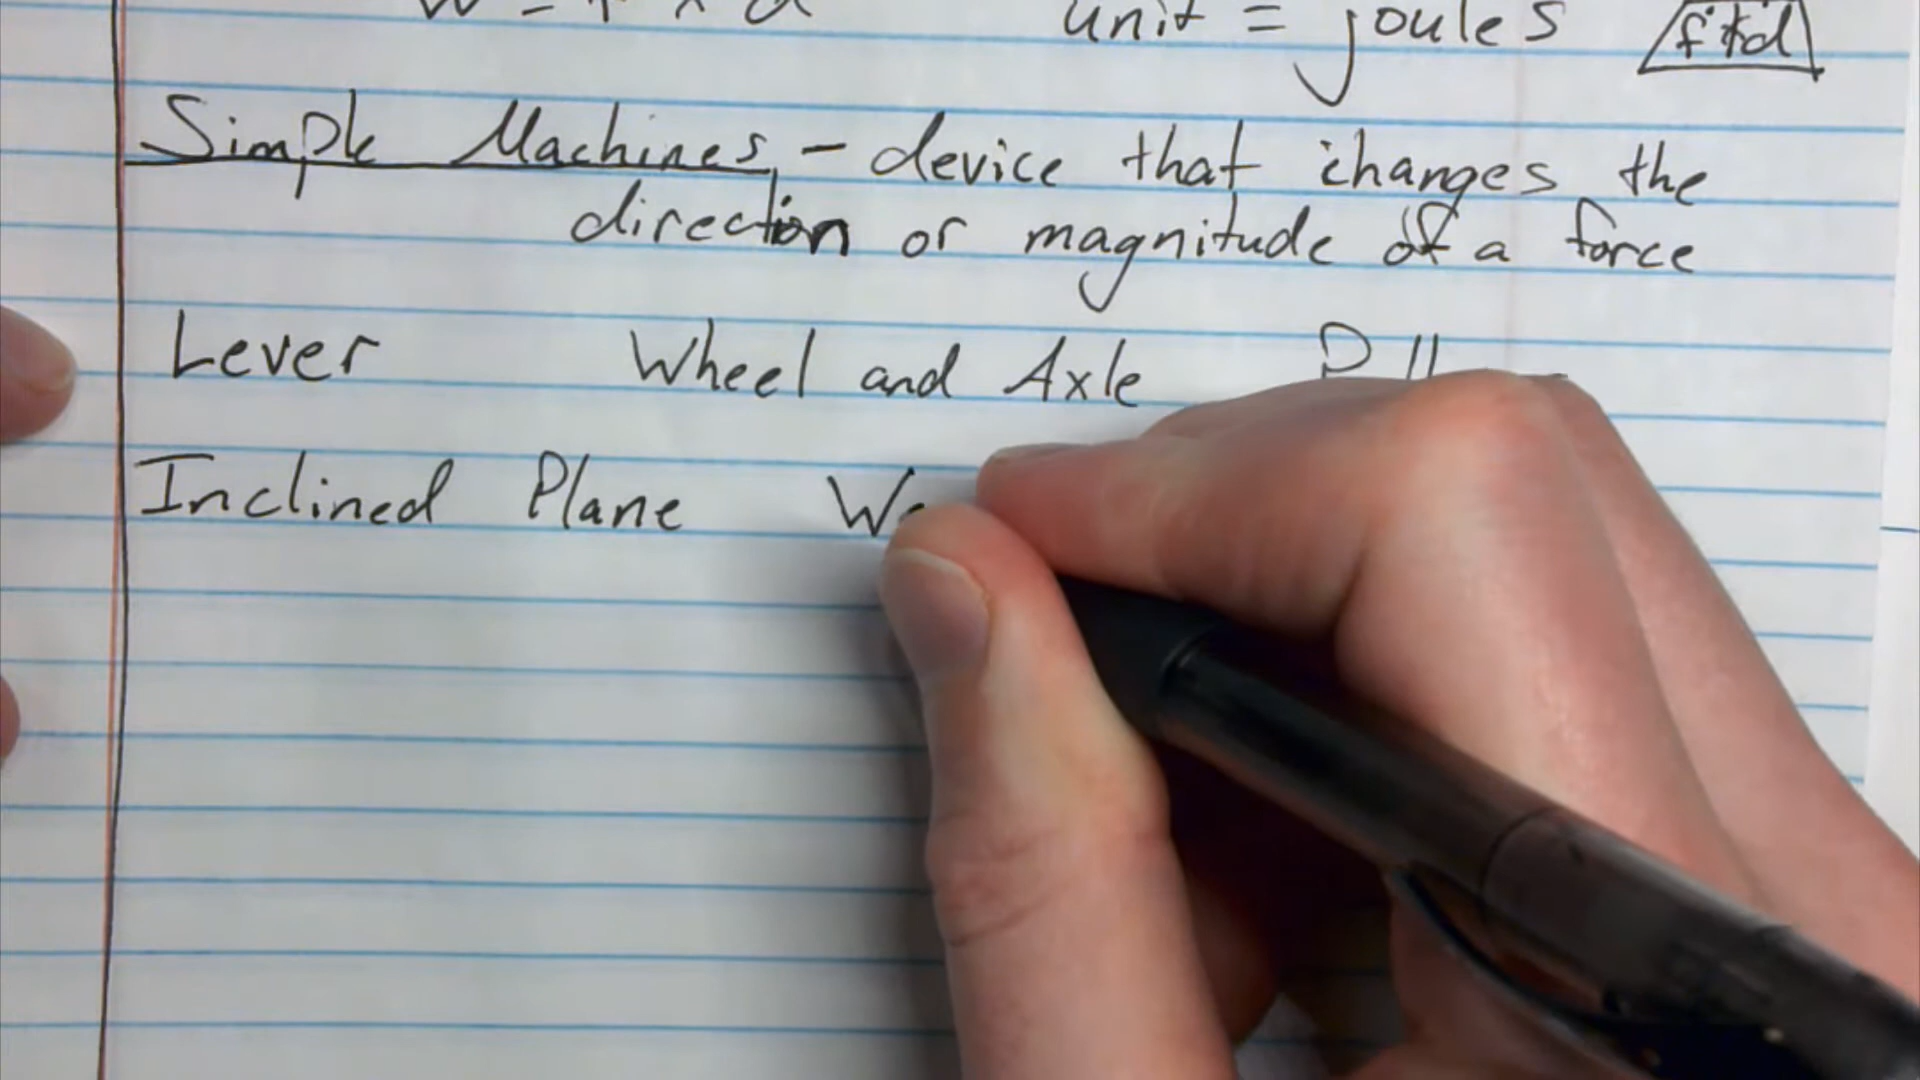 unit = joules f*d
Simple Machines - device that changes the
direction or magnitude of a force
Lever Wheel and Axle
Inclined Plane